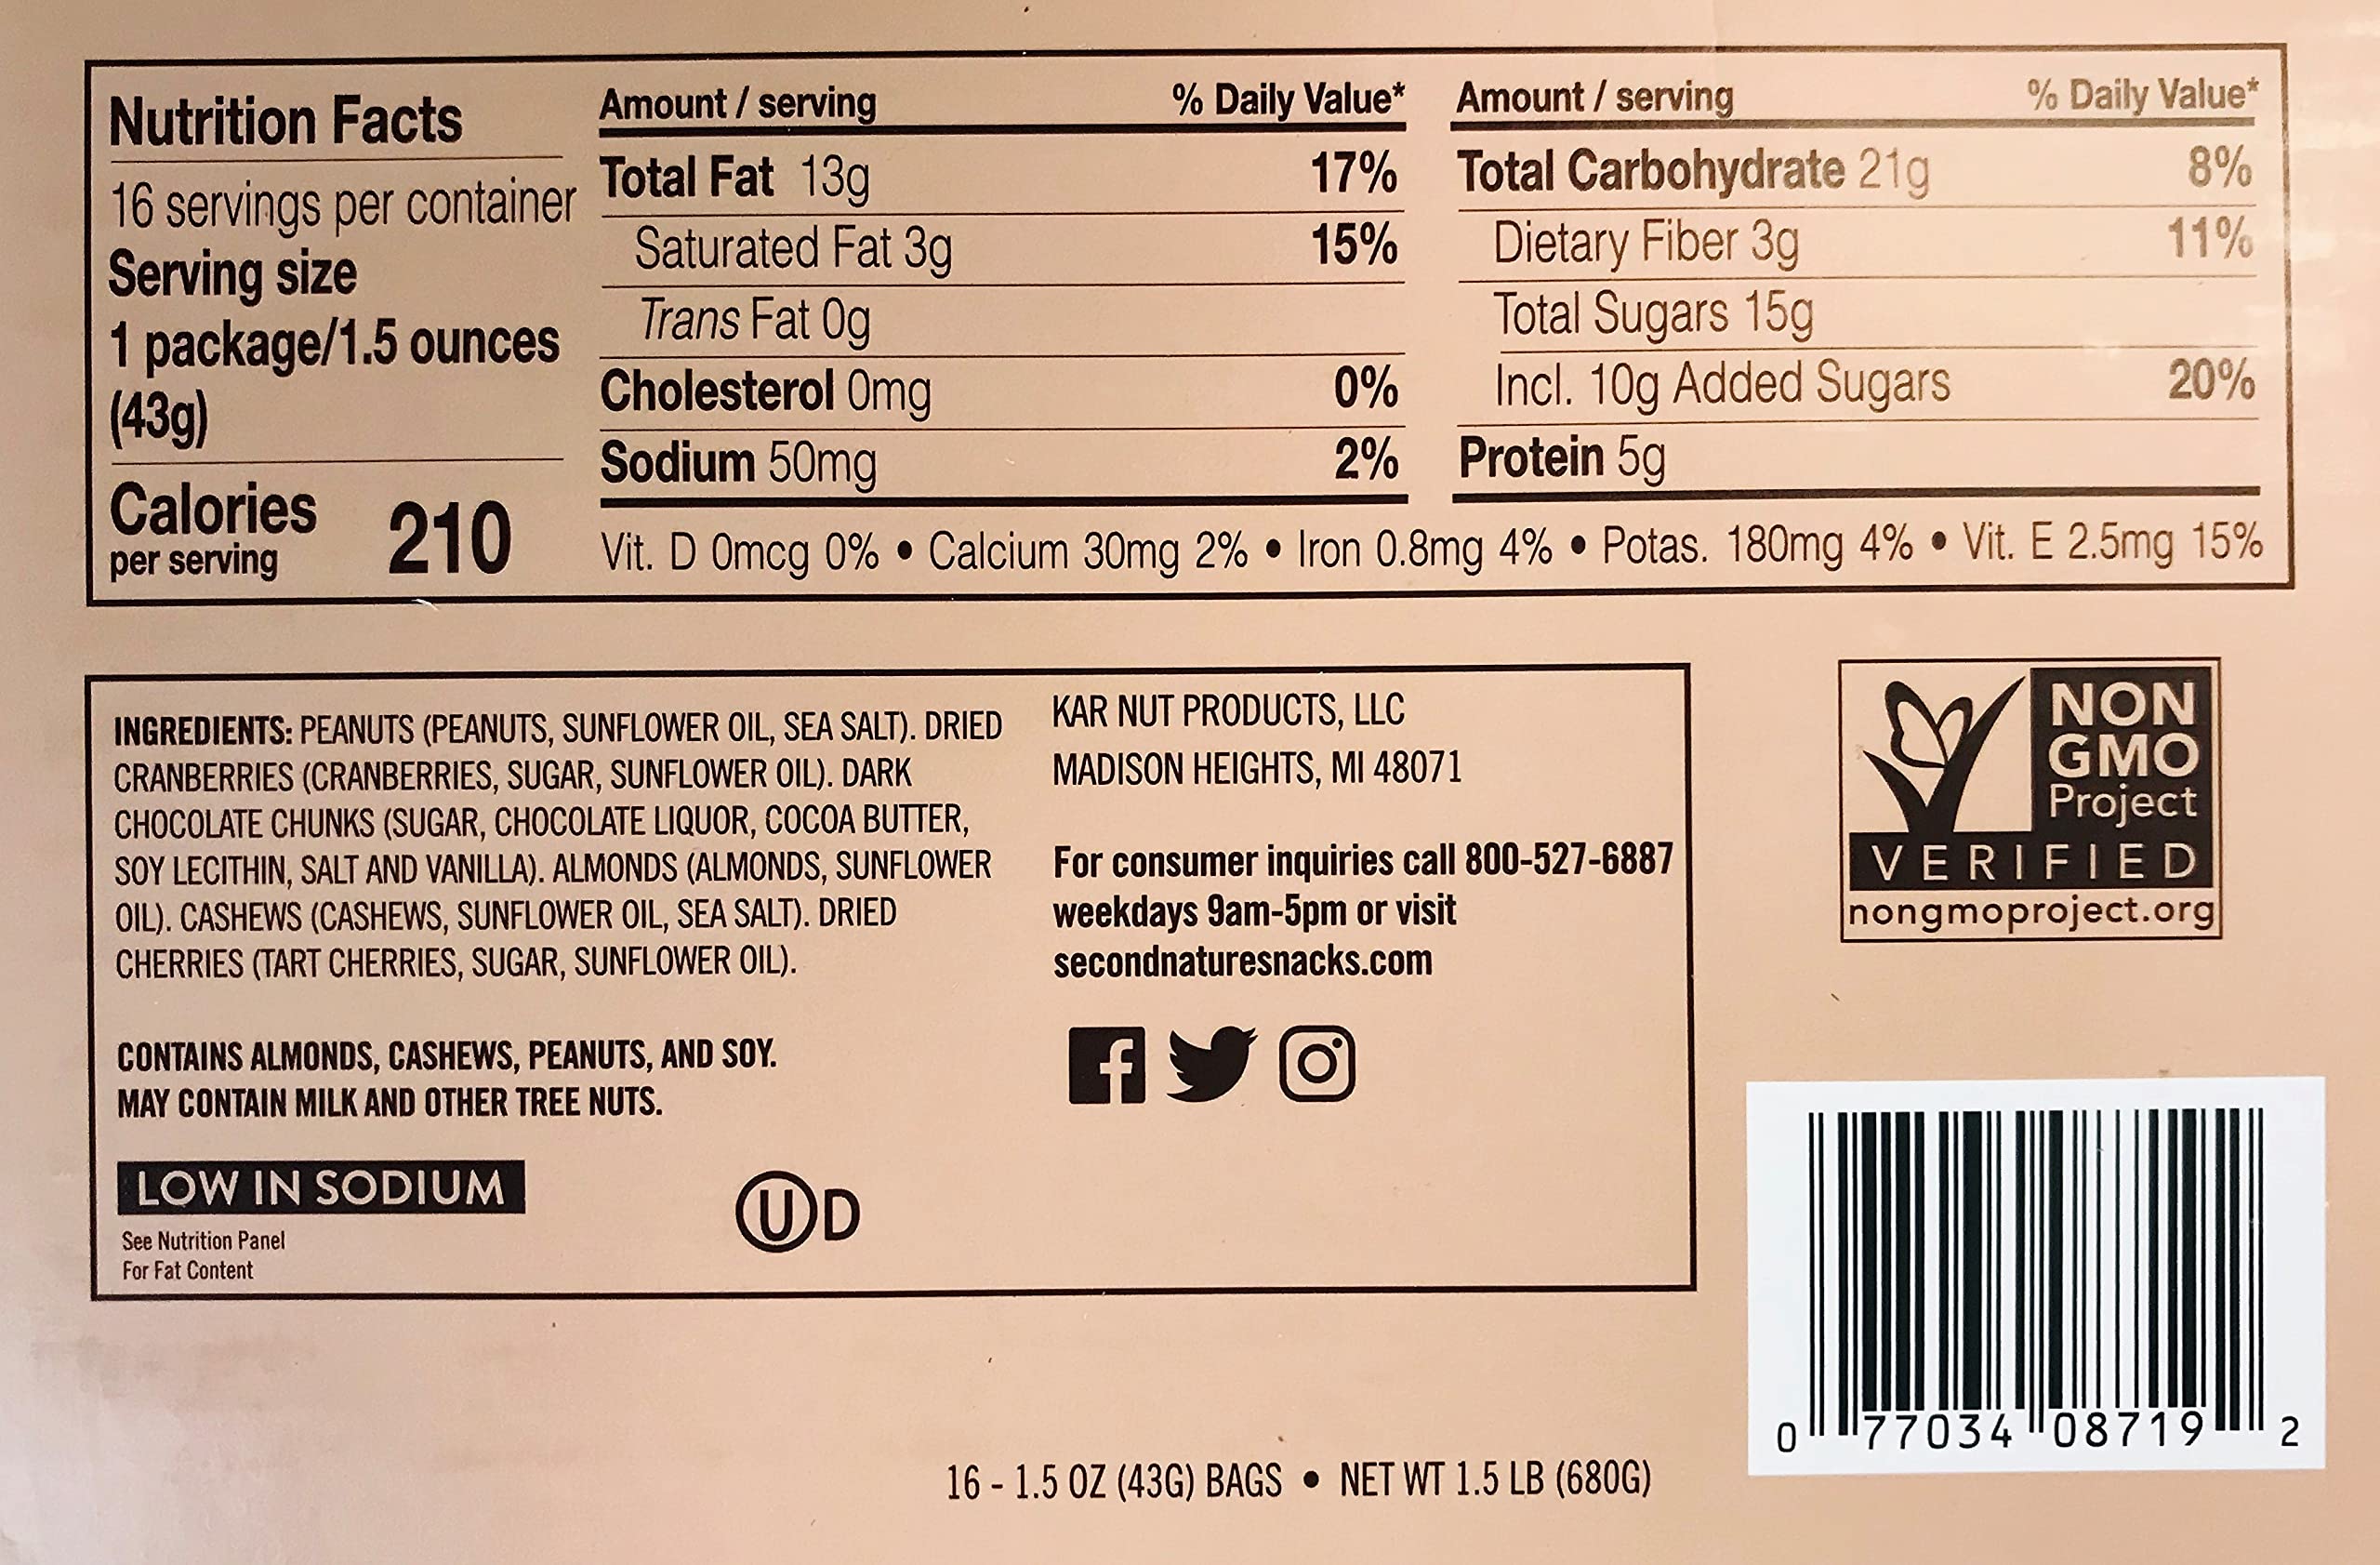 Nutrition Facts
16 servings per container
Serving size
1 package/1.5 ounces
(43g)
Calories
per serving
210
Amount / serving % Daily Value*
Total Fat 13g 17%
Saturated Fat 3g 15%
Trans Fat 0g
Cholesterol 0mg 0%
Sodium 50mg 2%
Amount / serving % Daily Value*
Total Carbohydrate 21g 8%
Dietary Fiber 3g 11%
Total Sugars 15g
Incl. 10g Added Sugars 20%
Protein 5g
Vit. D 0mcg 0% • Calcium 30mg 2% • Iron 0.8mg 4% • Potas. 180mg 4% • Vit. E 2.5mg 15%
INGREDIENTS: PEANUTS (PEANUTS, SUNFLOWER OIL, SEA SALT). DRIED
CRANBERRIES (CRANBERRIES, SUGAR, SUNFLOWER OIL). DARK
CHOCOLATE CHUNKS (SUGAR, CHOCOLATE LIQUOR, COCOA BUTTER,
SOY LECITHIN, SALT AND VANILLA). ALMONDS (ALMONDS, SUNFLOWER
OIL). CASHEWS (CASHEWS, SUNFLOWER OIL, SEA SALT). DRIED
CHERRIES (TART CHERRIES, SUGAR, SUNFLOWER OIL).
CONTAINS ALMONDS, CASHEWS, PEANUTS, AND SOY.
MAY CONTAIN MILK AND OTHER TREE NUTS.
LOW IN SODIUM
See Nutrition Panel
For Fat Content
U D
KAR NUT PRODUCTS, LLC
MADISON HEIGHTS, MI 48071
For consumer inquiries call 800-527-6887
weekdays 9am-5pm or visit
secondnaturesnacks.com
NON
GMO
Project
VERIFIED
nongmoproject.org
0 77034 08719 2
16 - 1.5 OZ (43G) BAGS • NET WT 1.5 LB (680G)